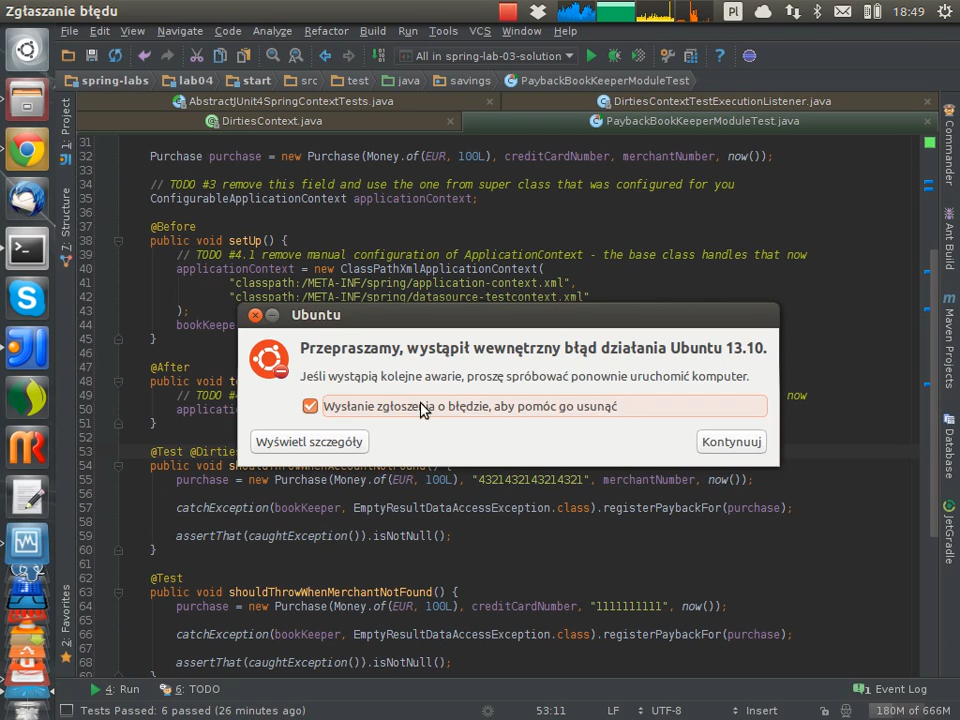 Zgłaszanie błędu
Pl
18:49
File Edit View Navigate Code Analyze Refactor Build Run Tools VCS Window Help
All in spring-lab-03-solution
spring-labs lab04 start src test java savings PaybackBookKeeperModuleTest
AbstractJUnit4SpringContextTests.java
DirtiesContextTestExecutionListener.java
DirtiesContext.java
PaybackBookKeeperModuleTest.java
1: Project
7: Structure
2: Favorites
Commander
Ant Build
Maven Projects
Database
JetGradle
31
32 Purchase purchase = new Purchase(Money.of(EUR, 100L), creditCardNumber, merchantNumber, now());
33
34 // TODO #3 remove this field and use the one from super class that was configured for you
35 ConfigurableApplicationContext applicationContext;
36
37 @Before
38 public void setUp() {
39 // TODO #4.1 remove manual configuration of ApplicationContext - the base class handles that now
40 applicationContext = new ClassPathXmlApplicationContext(
41 "classpath:/META-INF/spring/application-context.xml",
42 "classpath:/META-INF/spring/datasource-testcontext.xml"
43 );
44 bookKeepe
45 }
46
47 @After
48 public void te
49 // TODO #4 now
50 application
51 }
52
53 @Test @Dirties
54 public void shouldThrowWhenAccountNotFound() {
55 purchase = new Purchase(Money.of(EUR, 100L), "4321432143214321", merchantNumber, now());
56
57 catchException(bookKeeper, EmptyResultDataAccessException.class).registerPaybackFor(purchase);
58
59 assertThat(caughtException()).isNotNull();
60 }
61
62 @Test
63 public void shouldThrowWhenMerchantNotFound() {
64 purchase = new Purchase(Money.of(EUR, 100L), creditCardNumber, "1111111111", now());
65
66 catchException(bookKeeper, EmptyResultDataAccessException.class).registerPaybackFor(purchase);
67
68 assertThat(caughtException()).isNotNull();
Ubuntu
Przepraszamy, wystąpił wewnętrzny błąd działania Ubuntu 13.10.
Jeśli wystąpią kolejne awarie, proszę spróbować ponownie uruchomić komputer.
Wysłanie zgłoszenia o błędzie, aby pomóc go usunąć
Wyświetl szczegóły
Kontynuuj
4: Run 6: TODO
1 Event Log
Tests Passed: 6 passed (26 minutes ago)
53:11 LF UTF-8 Insert 180M of 666M